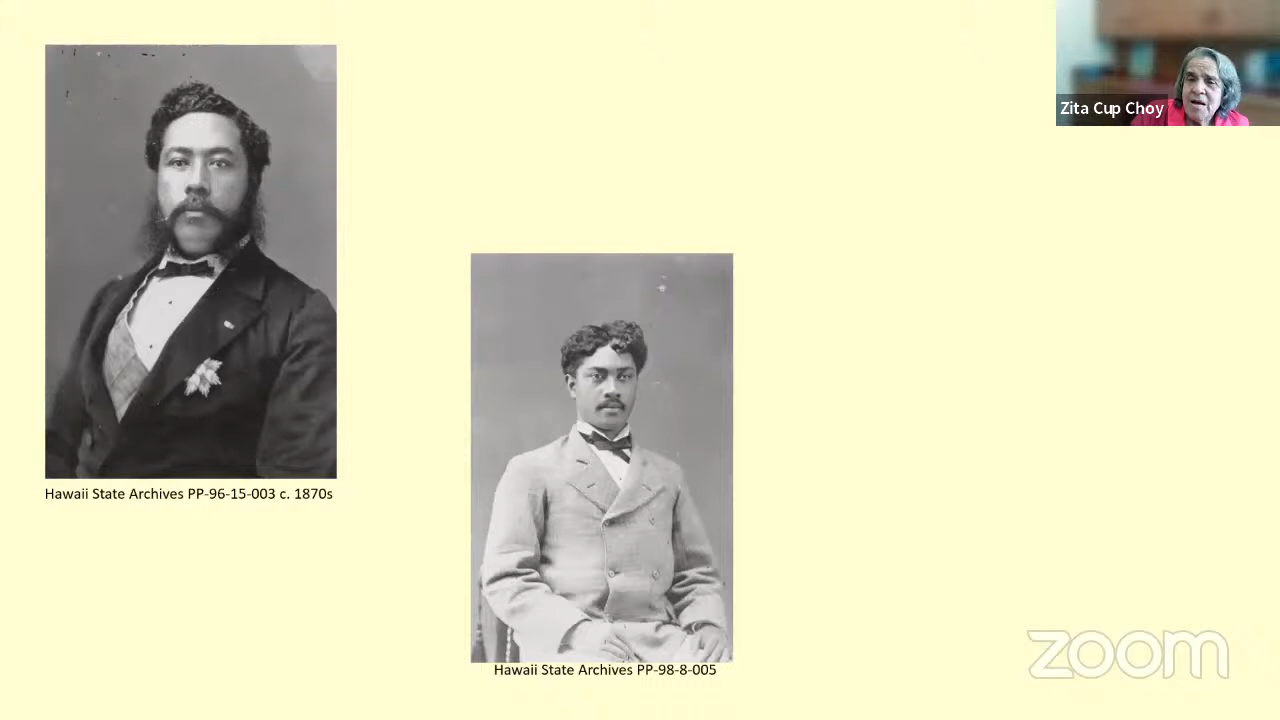 Zita Cup Choy
Hawaii State Archives PP-96-15-003 c. 1870s
Hawaii State Archives PP-98-8-005
zoom